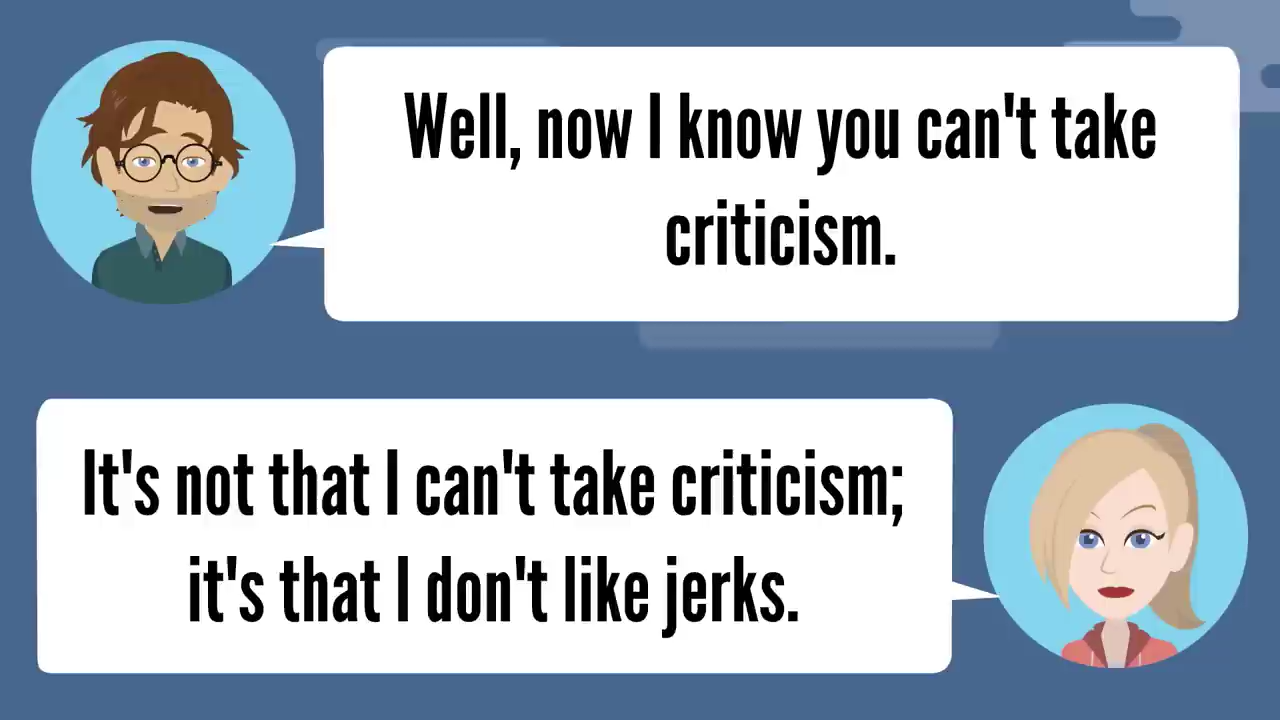 Well, now I know you can't take
criticism.
It's not that I can't take criticism;
it's that I don't like jerks.